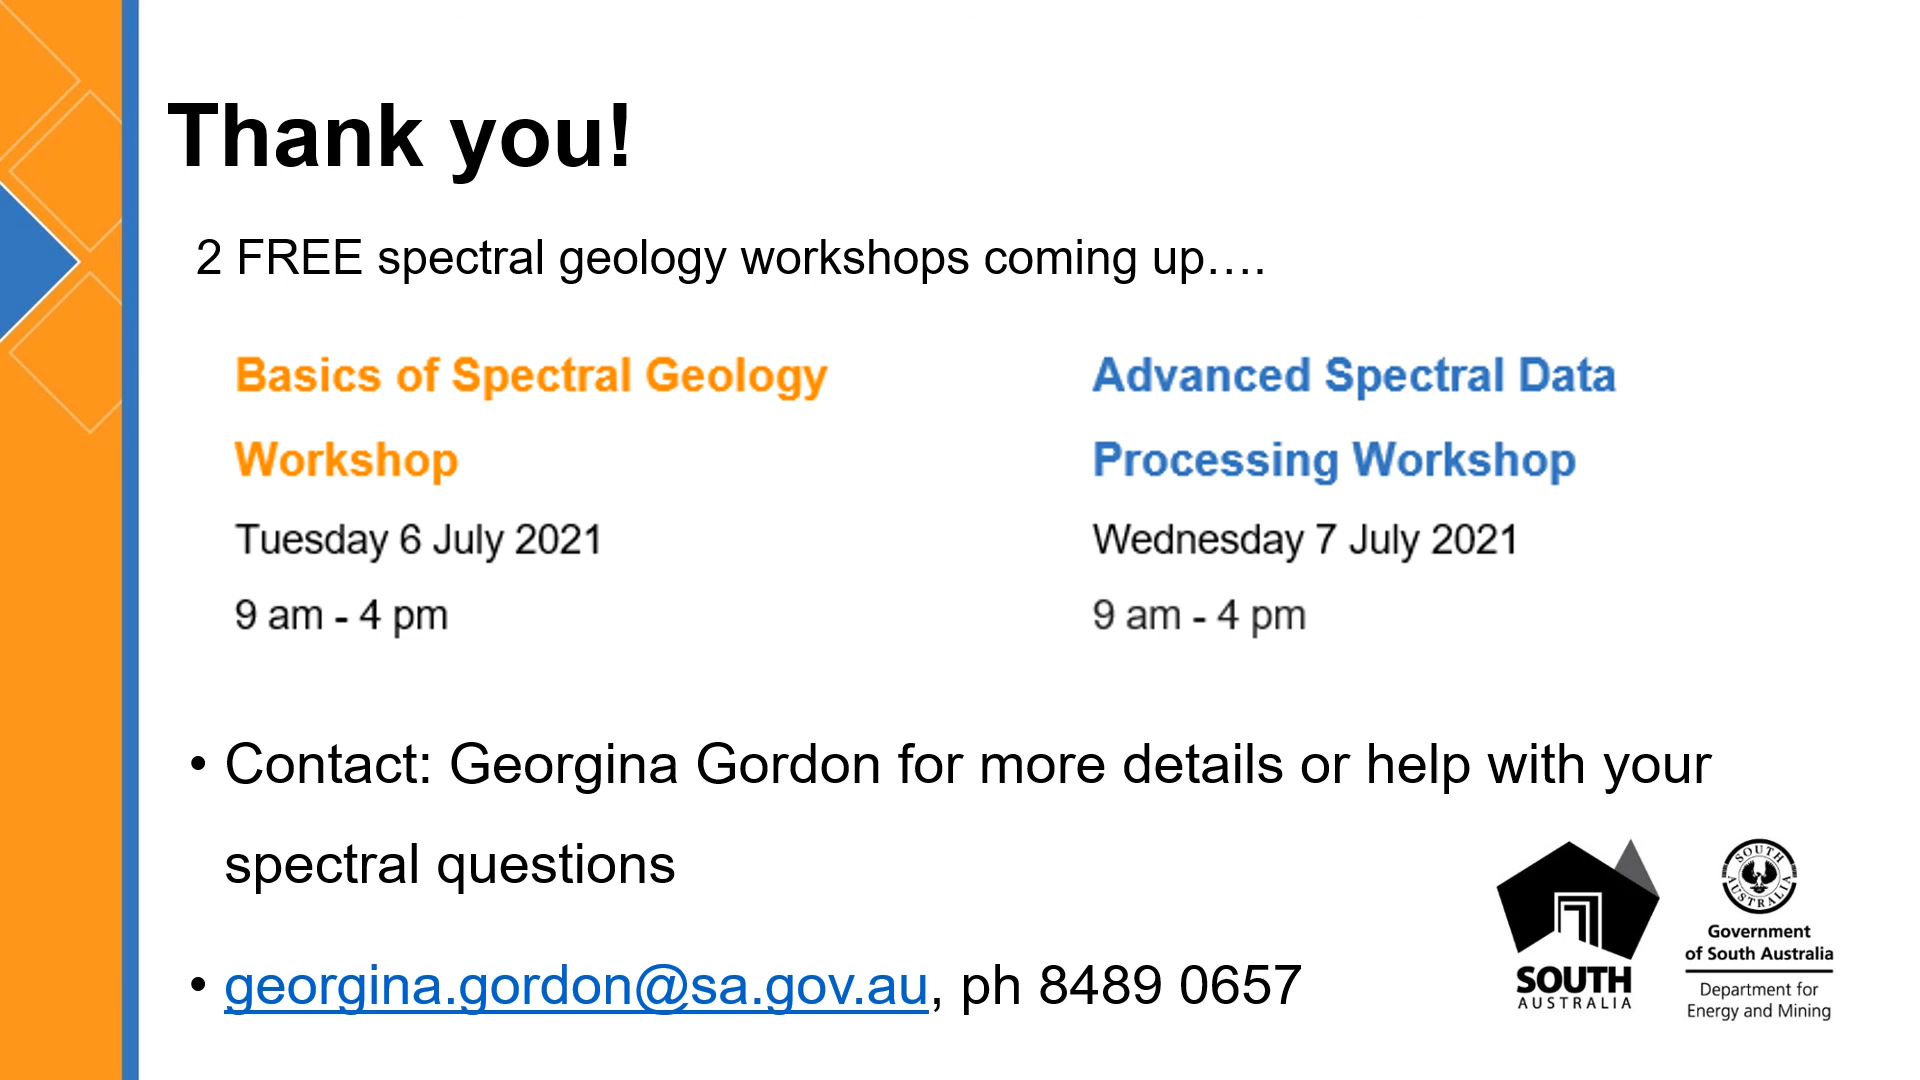 Thank you!
2 FREE spectral geology workshops coming up….
Basics of Spectral Geology
Workshop
Tuesday 6 July 2021
9 am - 4 pm
Advanced Spectral Data
Processing Workshop
Wednesday 7 July 2021
9 am - 4 pm
• Contact: Georgina Gordon for more details or help with your
spectral questions
• georgina.gordon@sa.gov.au, ph 8489 0657
SOUTH
AUSTRALIA
SOUTH AUSTRALIA
Government
of South Australia
Department for
Energy and Mining